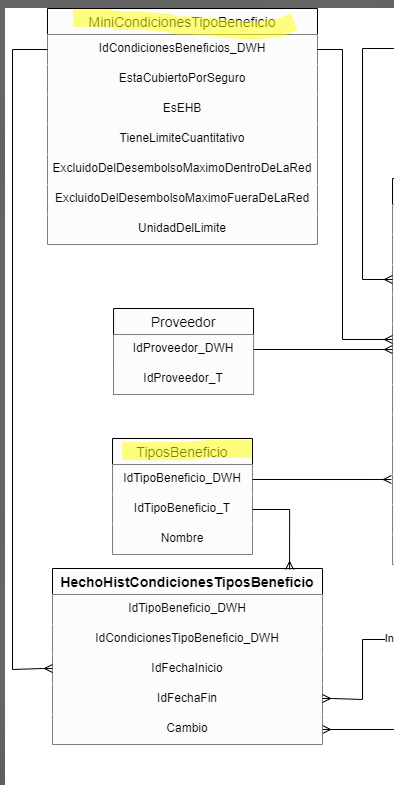 MiniCondicionesTipoBeneficio
IdCondicionesBeneficios_DWH
EstaCubiertoPorSeguro
EsEHB
TieneLimiteCuantitativo
ExcluidoDelDesembolsoMaximoDentroDeLaRed
ExcluidoDelDesembolsoMaximoFueraDeLaRed
UnidadDelLimite
Proveedor
IdProveedor_DWH
IdProveedor_T
TiposBeneficio
IdTipoBeneficio_DWH
IdTipoBeneficio_T
Nombre
HechoHistCondicionesTiposBeneficio
IdTipoBeneficio_DWH
IdCondicionesTipoBeneficio_DWH
IdFechaInicio
IdFechaFin
Cambio